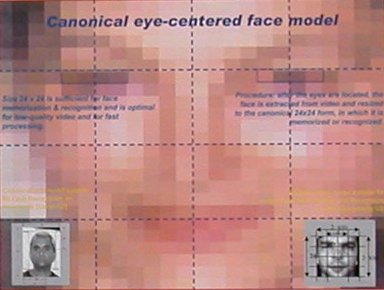 Canonical eye-centered face model
Size 24 x 24 is sufficient for face
memorization & recognition and is optimal
for low-quality video and for fast
processing.
Procedure: after the eyes are located, the
face is extracted from video and resized
to the canonical 24x24 form, in which it is
memorized or recognized.